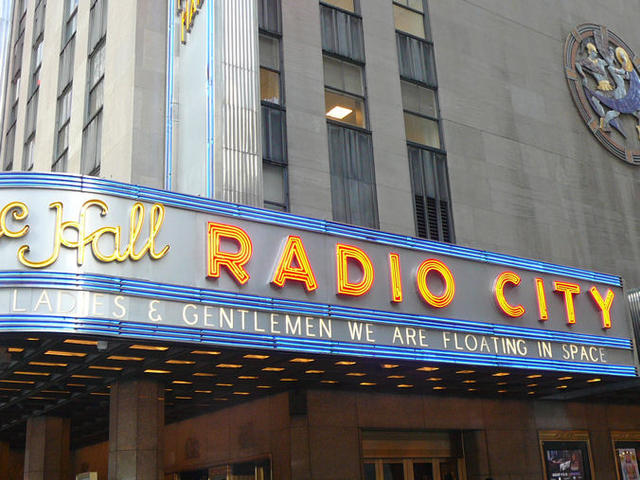 c Hall
RADIO CITY
LADIES & GENTLEMEN WE ARE FLOATING IN SPACE